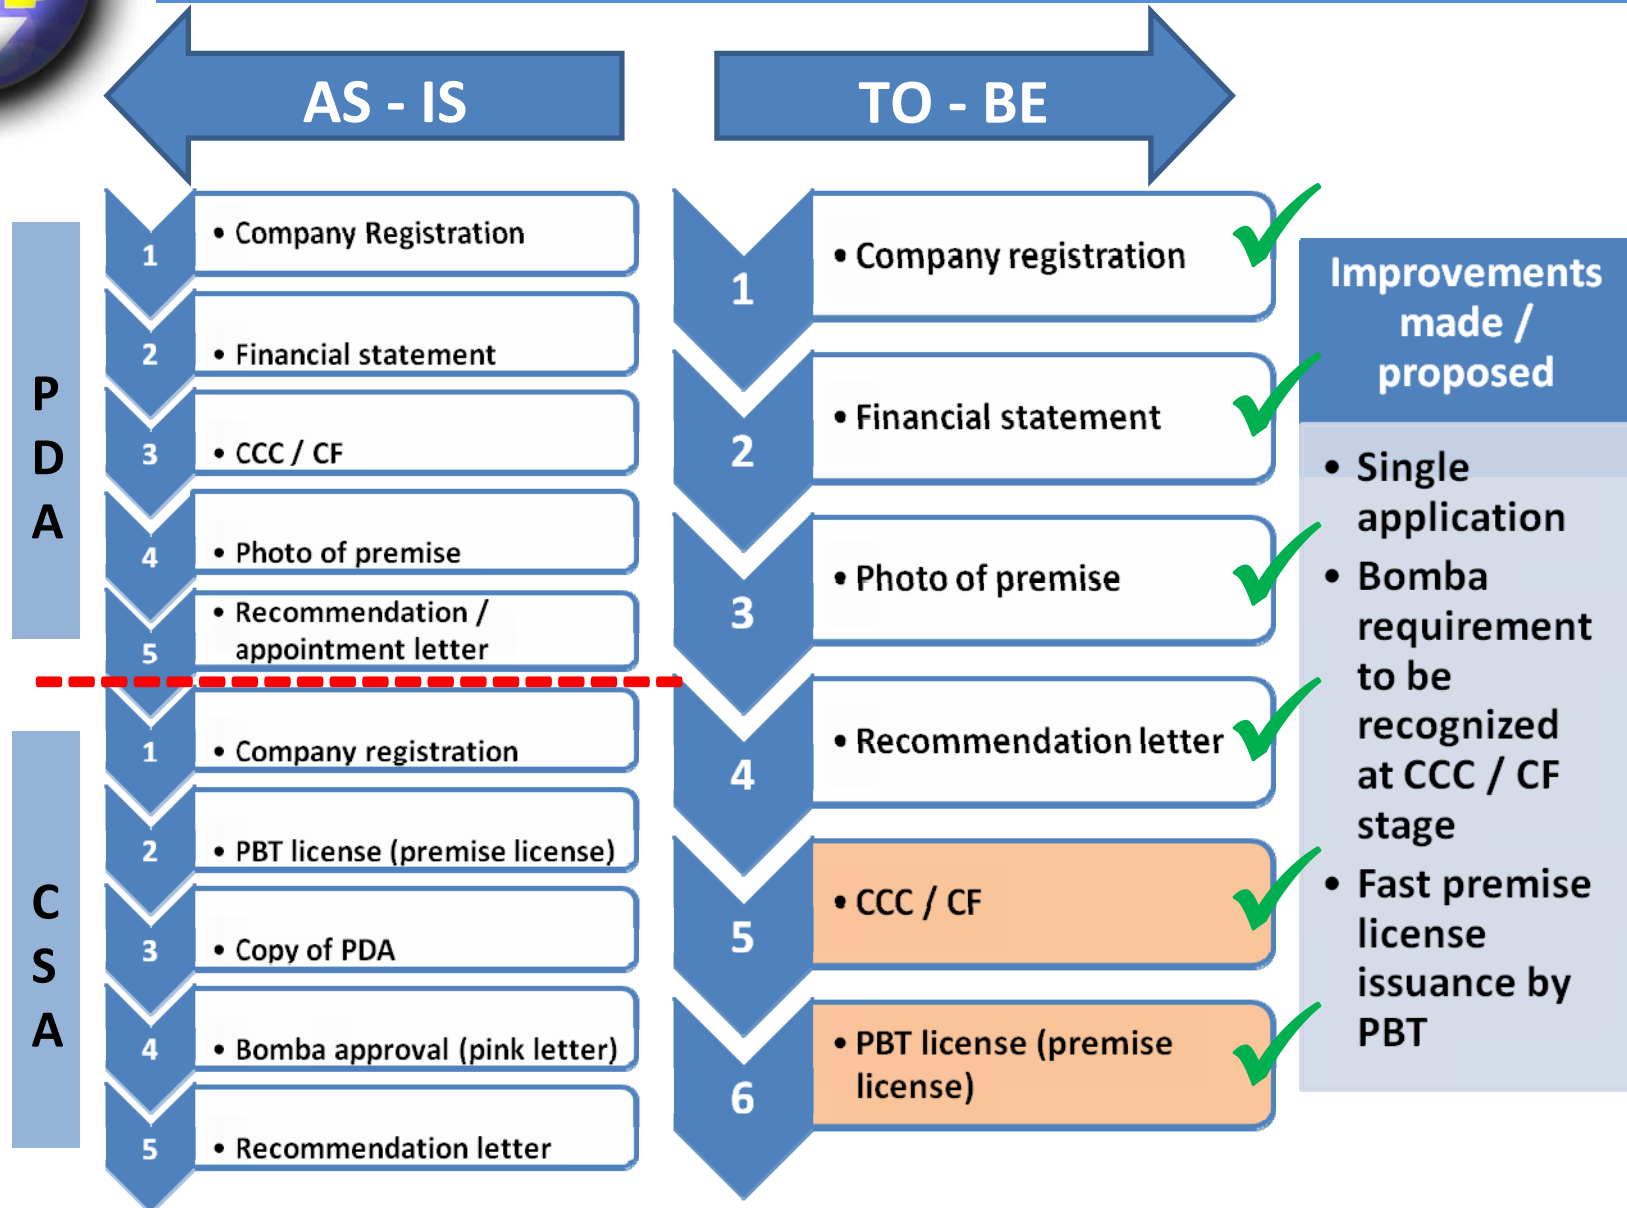 AS - IS
TO - BE
P
D
A
1
• Company Registration
2
• Financial statement
3
• CCC / CF
4
• Photo of premise
5
• Recommendation /
appointment letter
C
S
A
1
• Company registration
2
• PBT license (premise license)
3
• Copy of PDA
4
• Bomba approval (pink letter)
5
• Recommendation letter
1
• Company registration
2
• Financial statement
3
• Photo of premise
4
• Recommendation letter
5
• CCC / CF
6
• PBT license (premise
license)
Improvements
made /
proposed
• Single
application
• Bomba
requirement
to be
recognized
at CCC / CF
stage
• Fast premise
license
issuance by
PBT